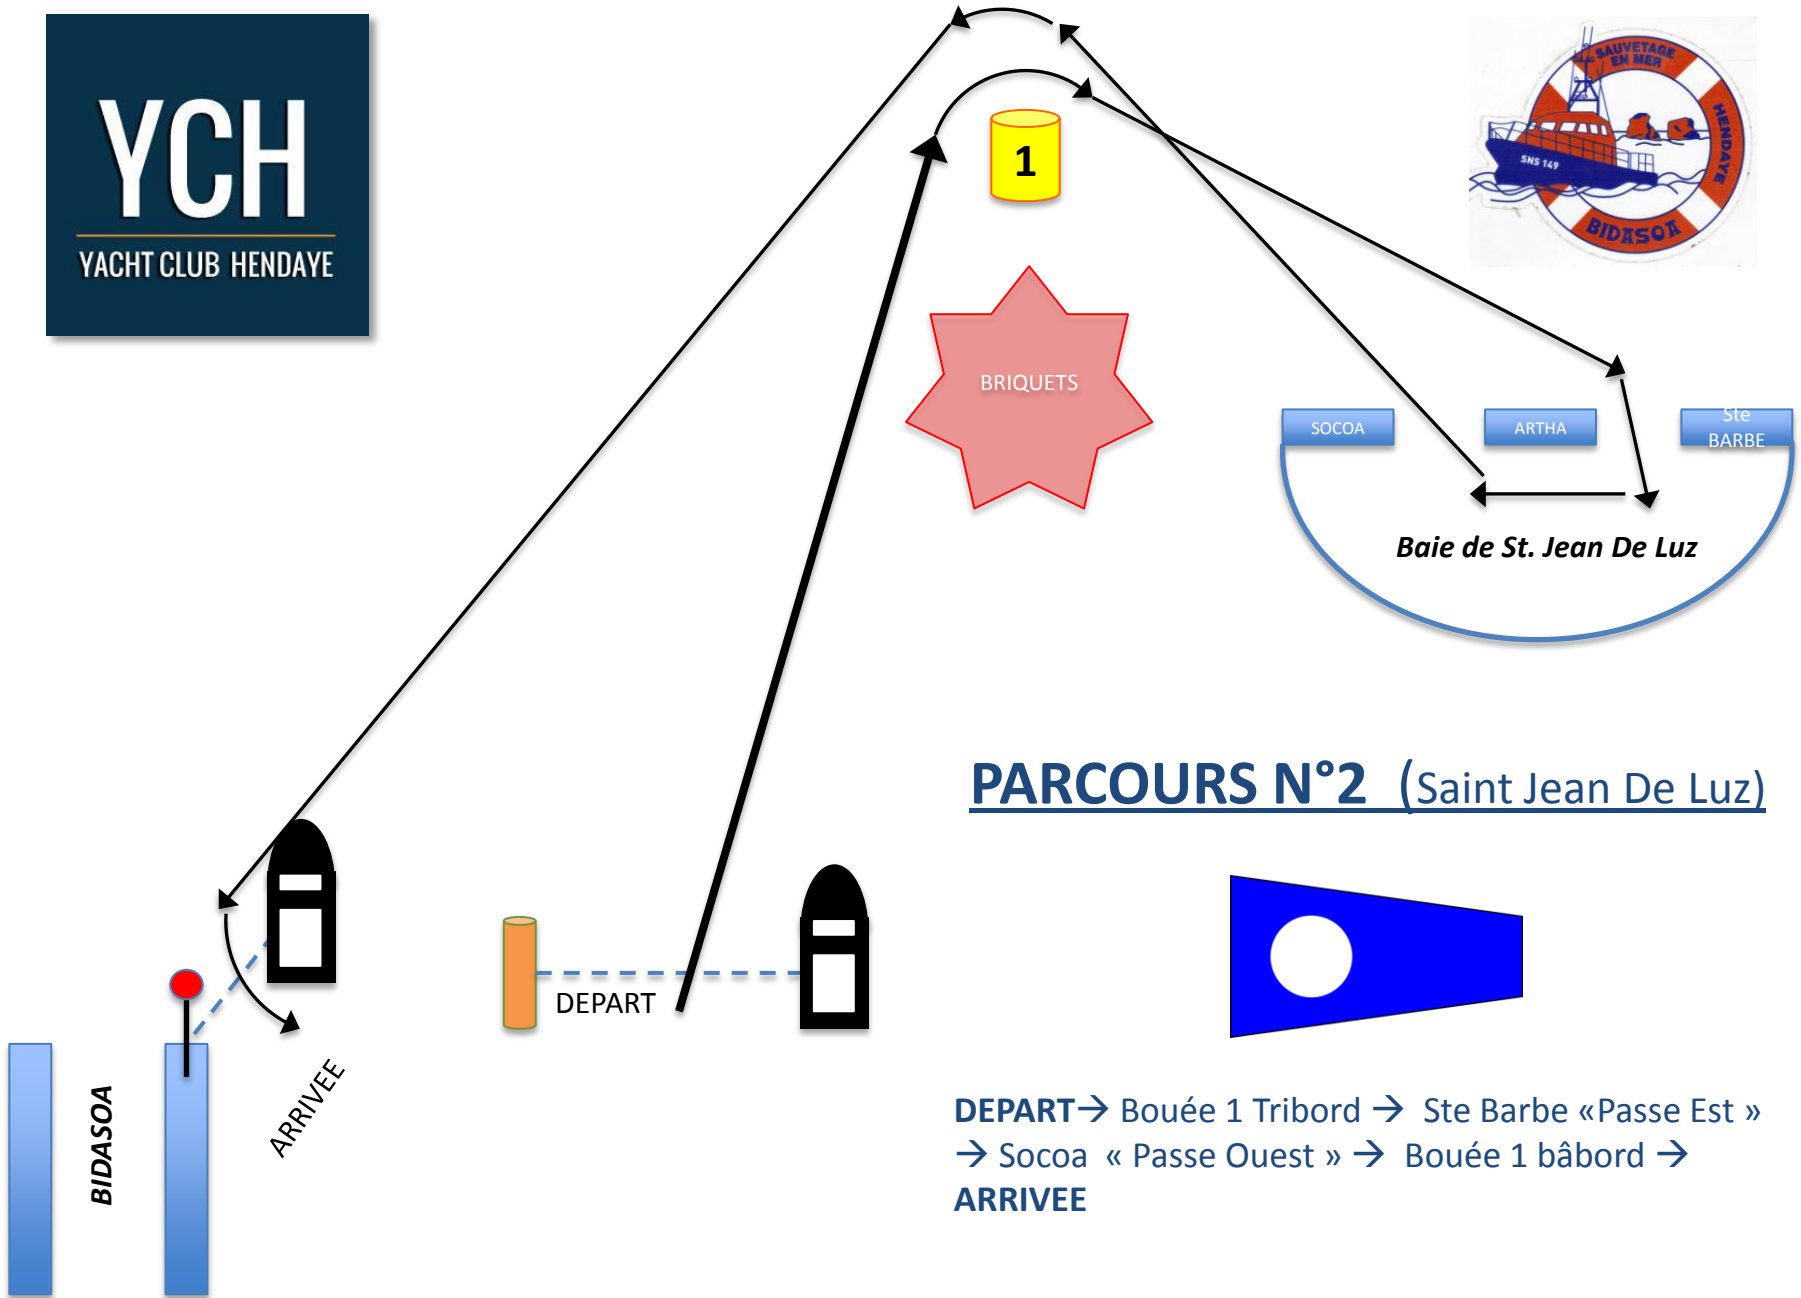 YCH
YACHT CLUB HENDAYE
SAUVETAGE
EN MER
HENDAYE
SNS 149
BIDASOA
1
BRIQUETS
SOCOA
ARTHA
Ste
BARBE
Baie de St. Jean De Luz
PARCOURS N°2 (Saint Jean De Luz)
DEPART
ARRIVEE
BIDASOA
DEPART→ Bouée 1 Tribord → Ste Barbe «Passe Est »
→ Socoa « Passe Ouest » → Bouée 1 bâbord →
ARRIVEE